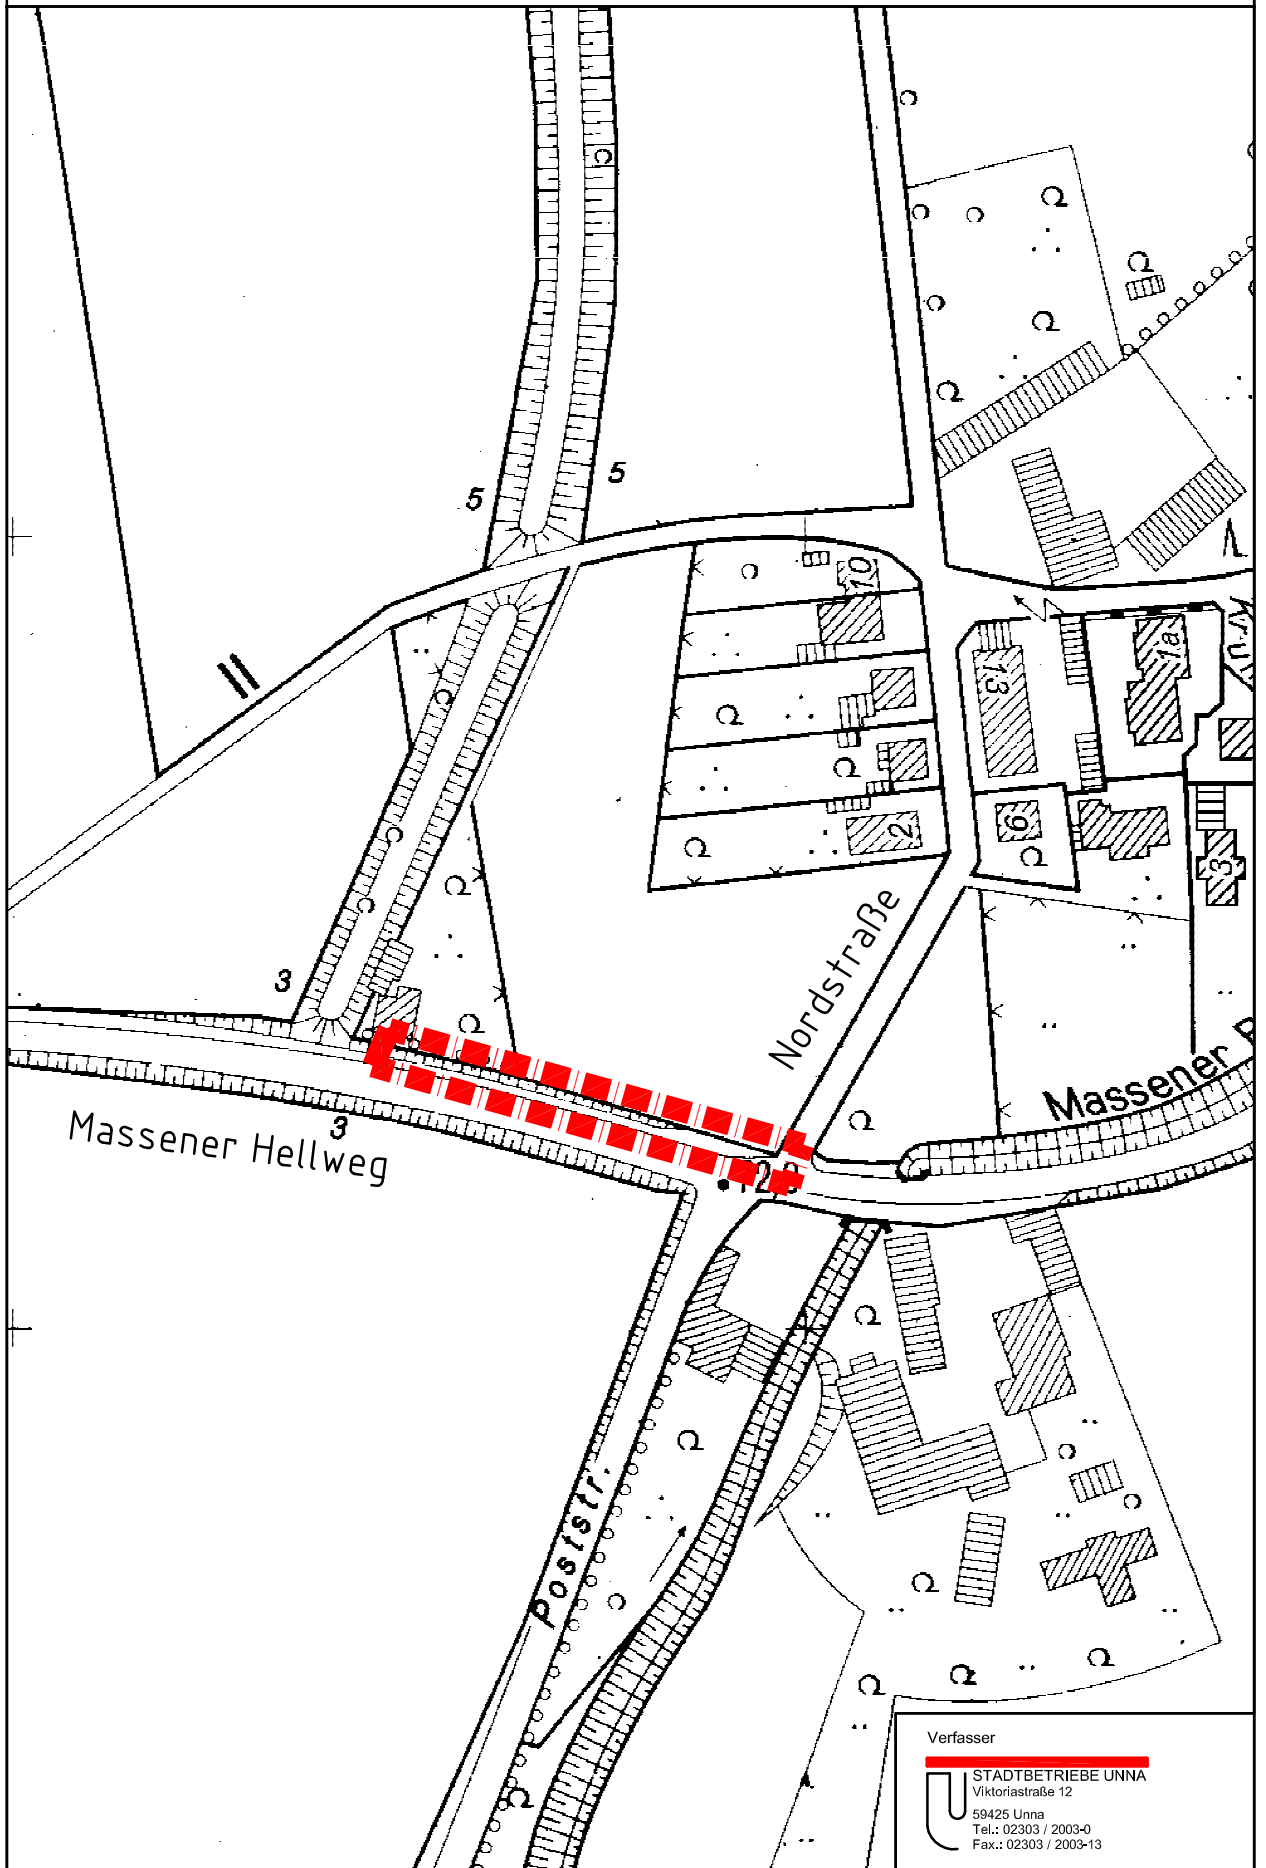 5
5
10
13
1a
2
6
3
Nordstraße
3
Massener
3
Massener Hellweg
Poststr.
Verfasser
STADTBETRIEBE UNNA
Viktoriastraße 12
59425 Unna
Tel.: 02303 / 2003-0
Fax.: 02303 / 2003-13